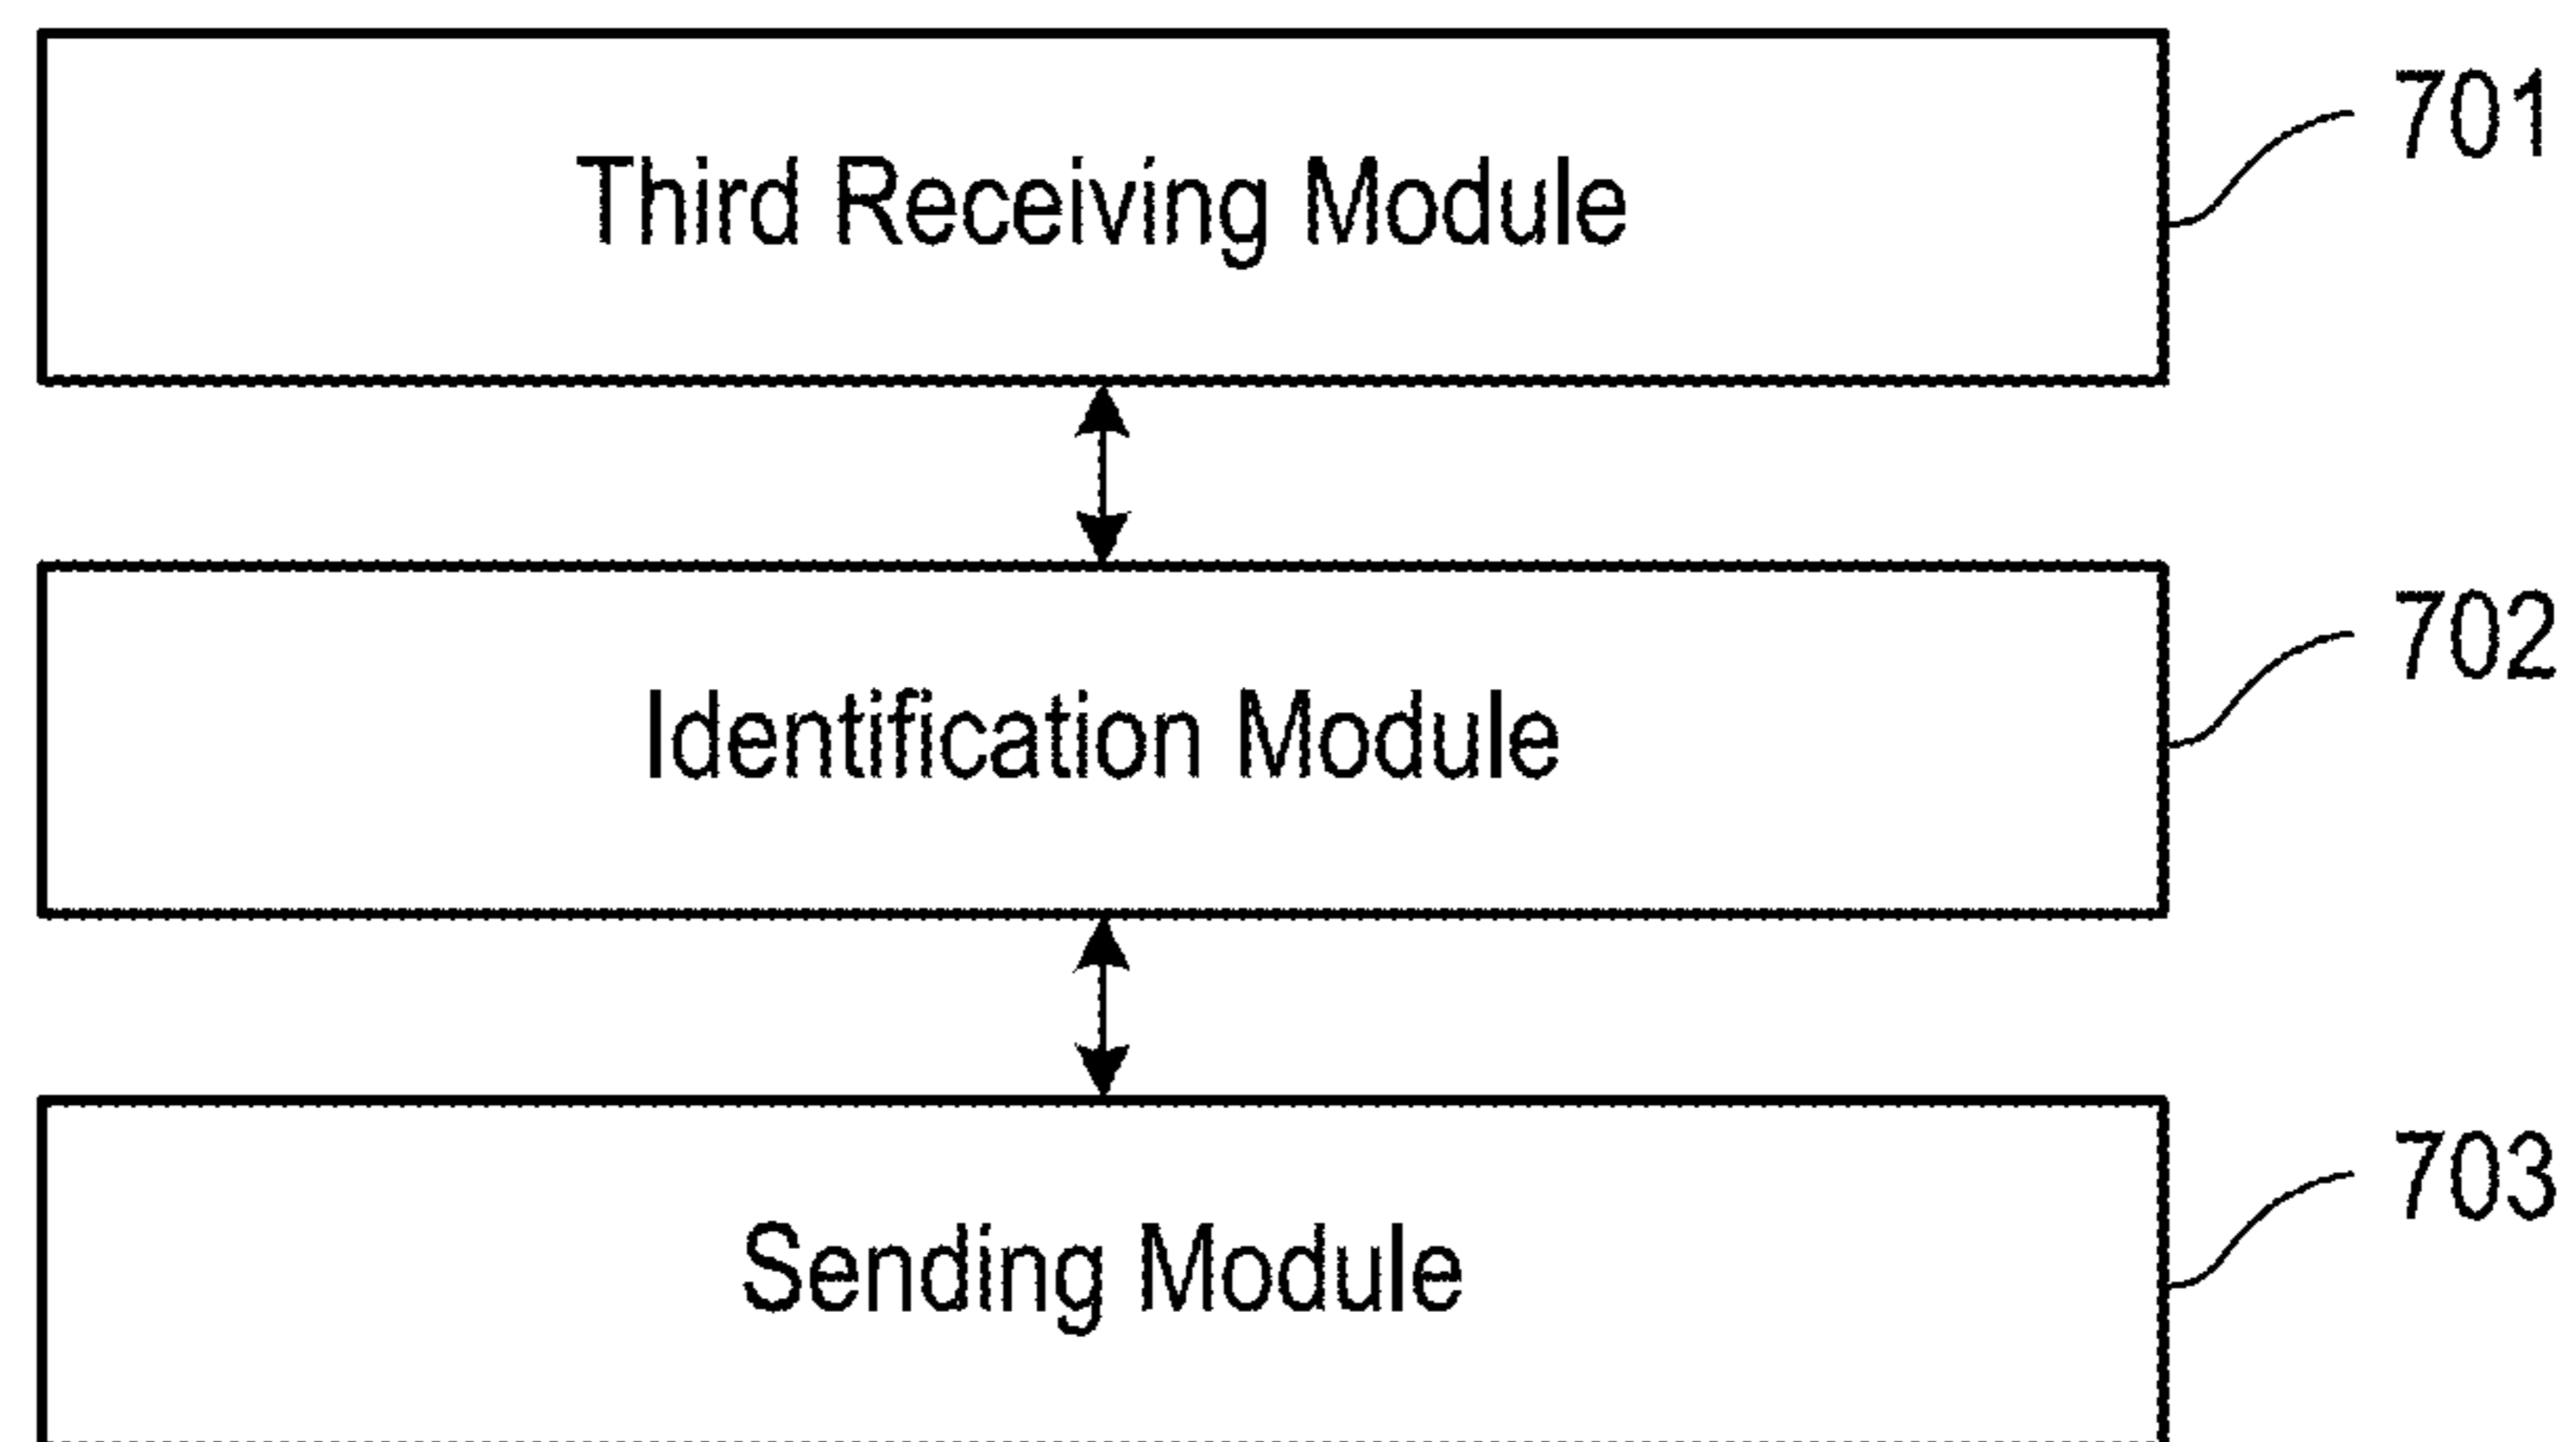 Third Receiving Module
701
Identification Module
702
Sending Module
703